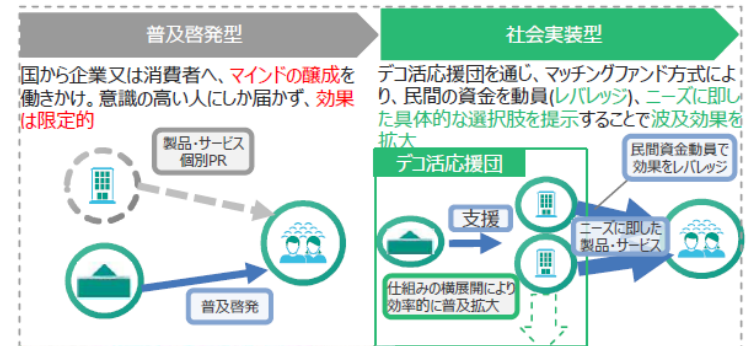 普及啓発型
国から企業又は消費者へ、マインドの醸成を
働きかけ。意識の高い人にしか届かず、効果
は限定的
製品・サービス
個別PR
普及啓発
社会実装型
デコ活応援団を通じ、マッチングファンド方式によ
り、民間の資金を動員(レバレッジ)、ニーズに即し
た具体的な選択肢を提示することで波及効果を
拡大
デコ活応援団
民間資金動員で
効果をレバレッジ
支援
ニーズに即した
製品・サービス
仕組みの横展開により
効率的に普及拡大